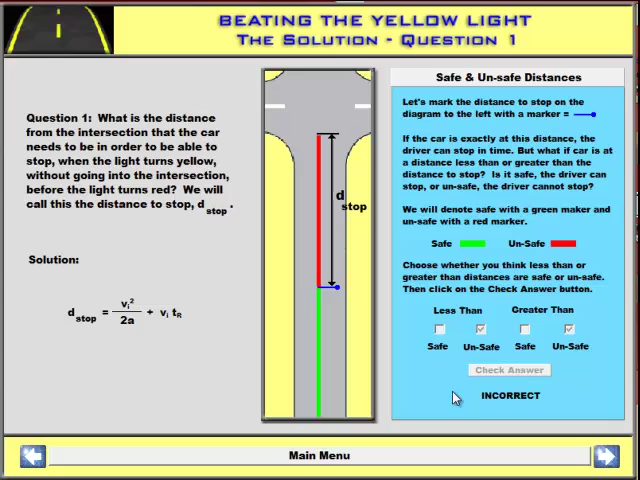 BEATING THE YELLOW LIGHT
THE SOLUTION - QUESTION 1
Question 1: What is the distance
from the intersection that the car
needs to be in order to be able to
stop, when the light turns yellow,
without going into the intersection,
before the light turns red? We will
call this the distance to stop, d stop .
Solution:
d stop = vi² / 2a + vi tR
d stop
Safe & Un-safe Distances
Let's mark the distance to stop on the
diagram to the left with a marker =
If the car is exactly at this distance, the
driver can stop in time. But what if car is at
a distance less than or greater than the
distance to stop? Is it safe, the driver can
stop, or un-safe, the driver cannot stop?
We will denote safe with a green maker and
un-safe with a red marker.
Safe Un-Safe
Choose whether you think less than or
greater than distances are safe or un-safe.
Then click on the Check Answer button.
Less Than Greater Than
Safe Un-Safe Safe Un-Safe
Check Answer
INCORRECT
Main Menu